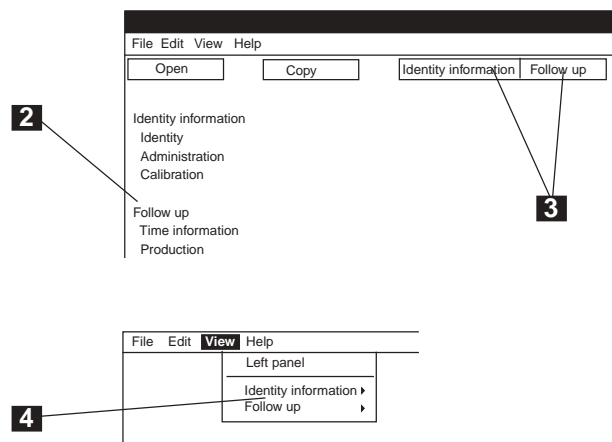 File Edit View Help
Open Copy Identity information Follow up
2
Identity information
Identity
Administration
Calibration
3
Follow up
Time information
Production
File Edit View Help
Left panel
Identity information
Follow up
4